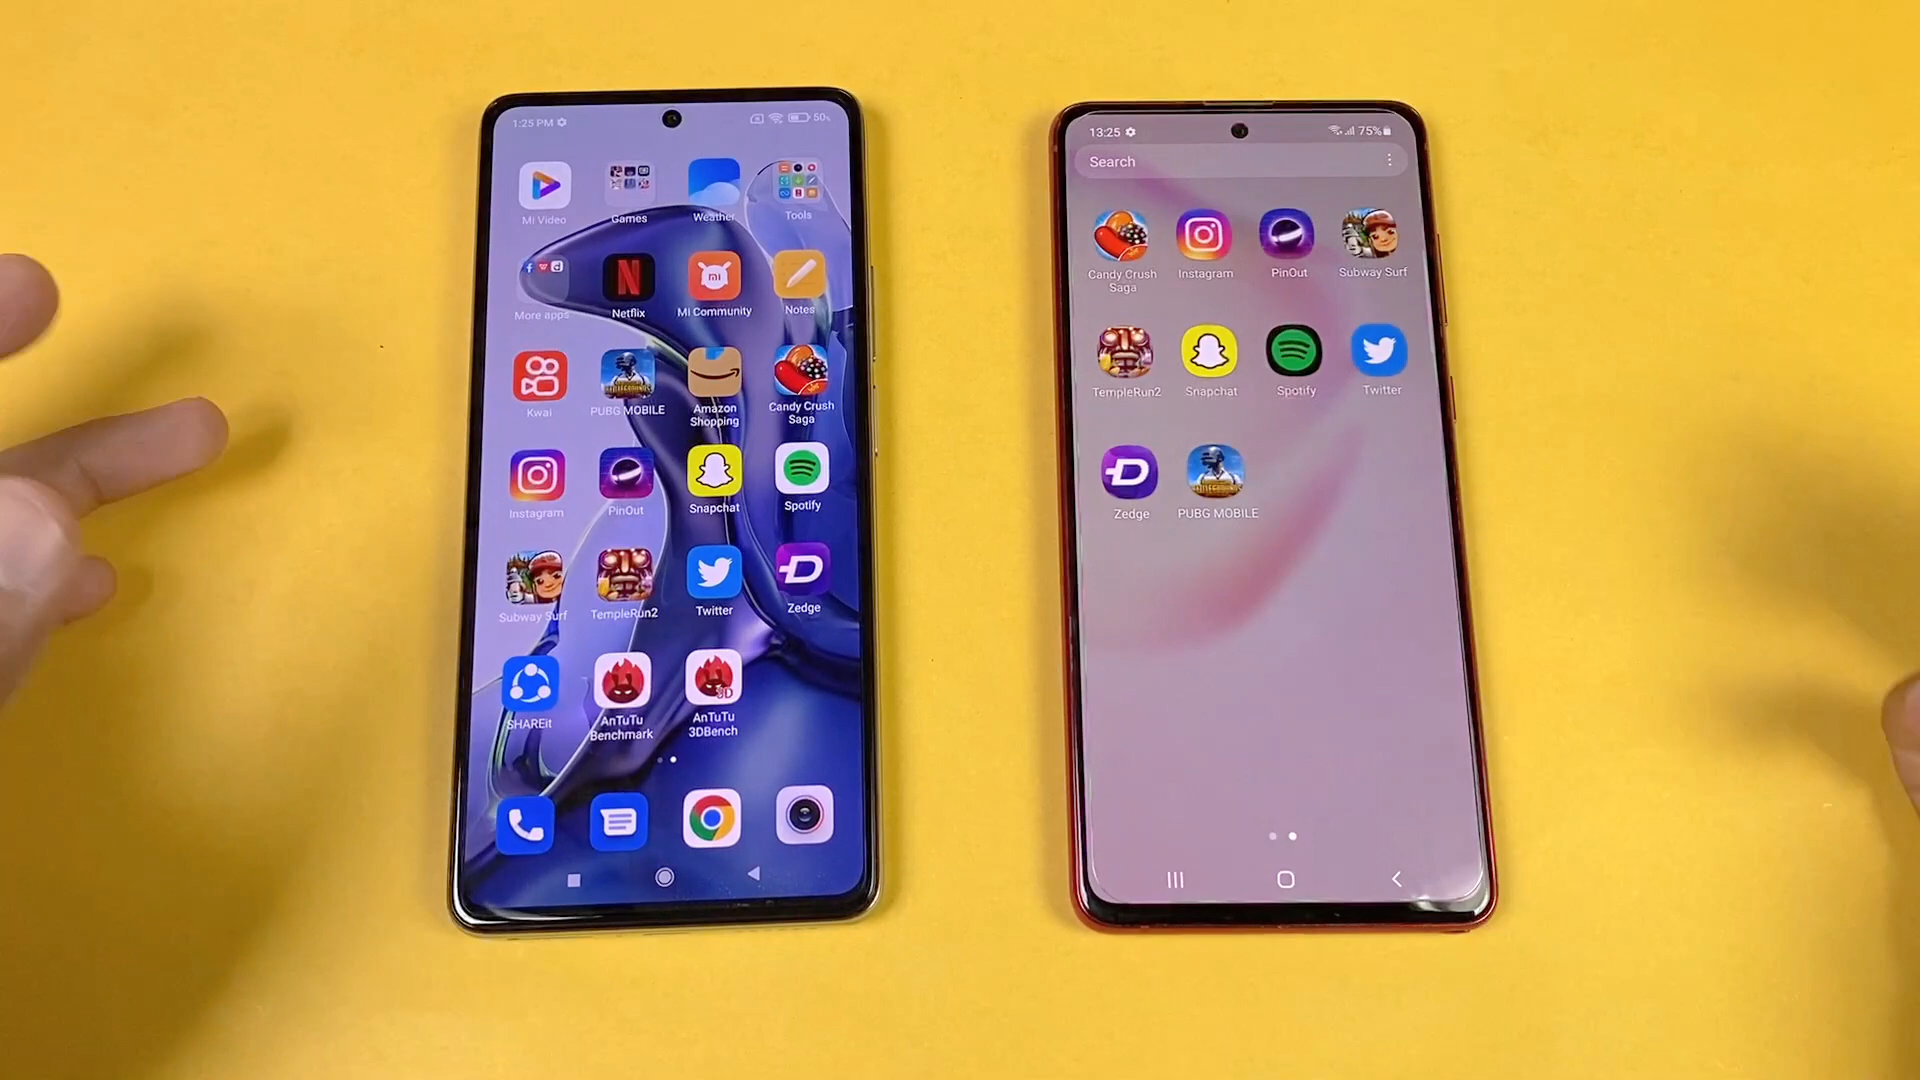 1:25 PM
50%
Mi Video
Games
Weather
Tools
More apps
Netflix
Mi Community
Notes
Kwai
PUBG MOBILE
Amazon
Shopping
Candy Crush
Saga
Instagram
PinOut
Snapchat
Spotify
Subway Surf
TempleRun2
Twitter
Zedge
SHAREit
AnTuTu
Benchmark
3D
AnTuTu
3DBench
13:25
75%
Search
Candy Crush
Saga
Instagram
PinOut
Subway Surf
TempleRun2
Snapchat
Spotify
Twitter
Zedge
PUBG MOBILE